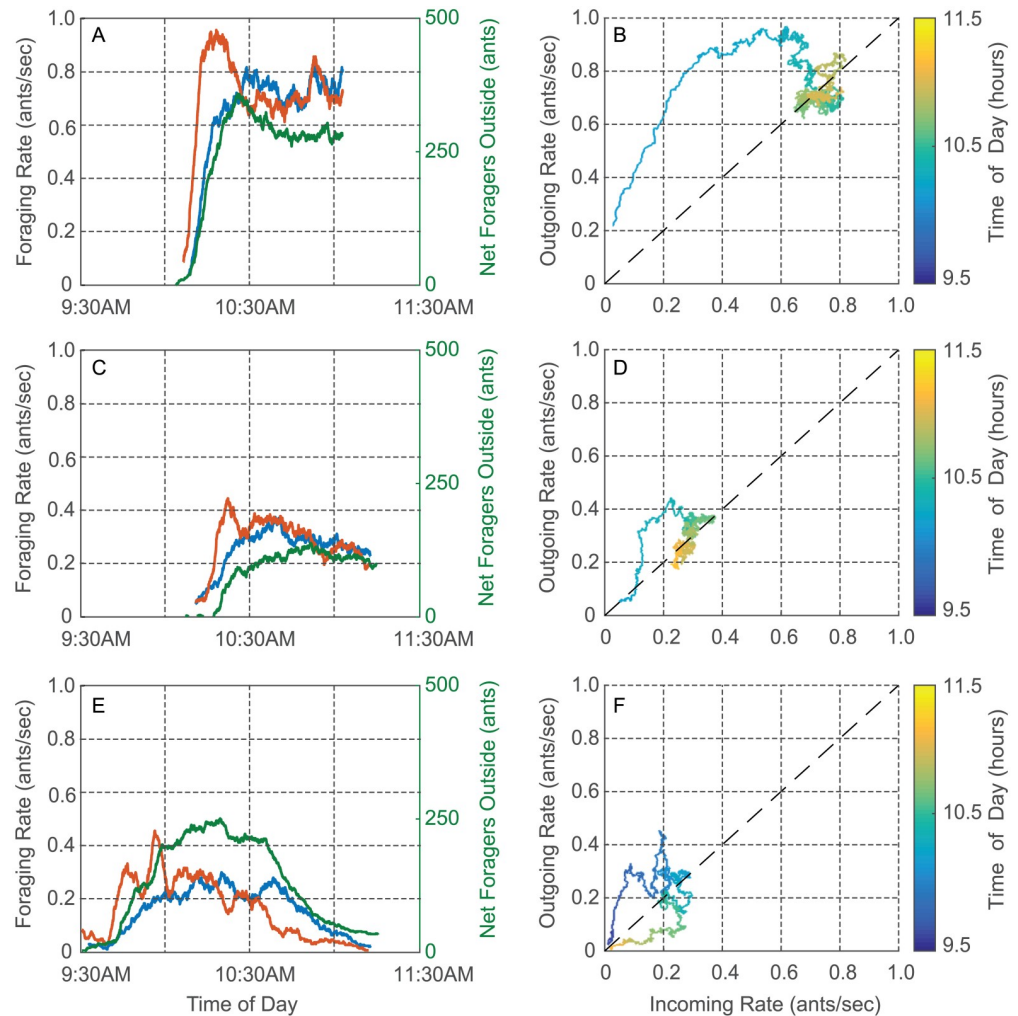 A
Foraging Rate (ants/sec)
1.0
0.8
0.6
0.4
0.2
0
500
250
0
Net Foragers Outside (ants)
9:30AM 10:30AM 11:30AM
B
Outgoing Rate (ants/sec)
1.0
0.8
0.6
0.4
0.2
0
0 0.2 0.4 0.6 0.8 1.0
11.5
10.5
9.5
Time of Day (hours)
C
Foraging Rate (ants/sec)
1.0
0.8
0.6
0.4
0.2
0
500
250
0
Net Foragers Outside (ants)
9:30AM 10:30AM 11:30AM
D
Outgoing Rate (ants/sec)
1.0
0.8
0.6
0.4
0.2
0
0 0.2 0.4 0.6 0.8 1.0
11.5
10.5
9.5
Time of Day (hours)
E
Foraging Rate (ants/sec)
1.0
0.8
0.6
0.4
0.2
0
500
250
0
Net Foragers Outside (ants)
9:30AM 10:30AM 11:30AM
Time of Day
F
Outgoing Rate (ants/sec)
1.0
0.8
0.6
0.4
0.2
0
0 0.2 0.4 0.6 0.8 1.0
Incoming Rate (ants/sec)
11.5
10.5
9.5
Time of Day (hours)